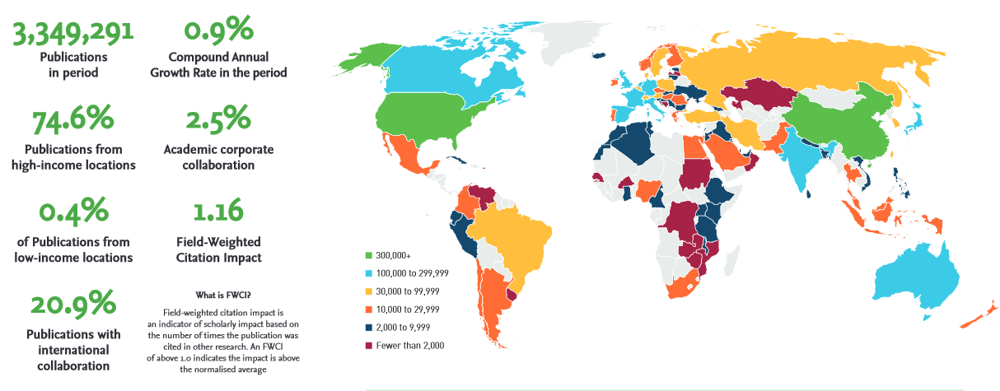 3,349,291
Publications
in period
0.9%
Compound Annual
Growth Rate in the period
74.6%
Publications from
high-income locations
2.5%
Academic corporate
collaboration
0.4%
of Publications from
low-income locations
1.16
Field-Weighted
Citation Impact
20.9%
Publications with
international
collaboration
What is FWCI?
Field-weighted citation impact is
an indicator of scholarly impact based on
the number of times the publication was
cited in other research. An FWCI
of above 1.0 indicates the impact is above
the normalised average
300,000+
100,000 to 299,999
30,000 to 99,999
10,000 to 29,999
2,000 to 9,999
Fewer than 2,000